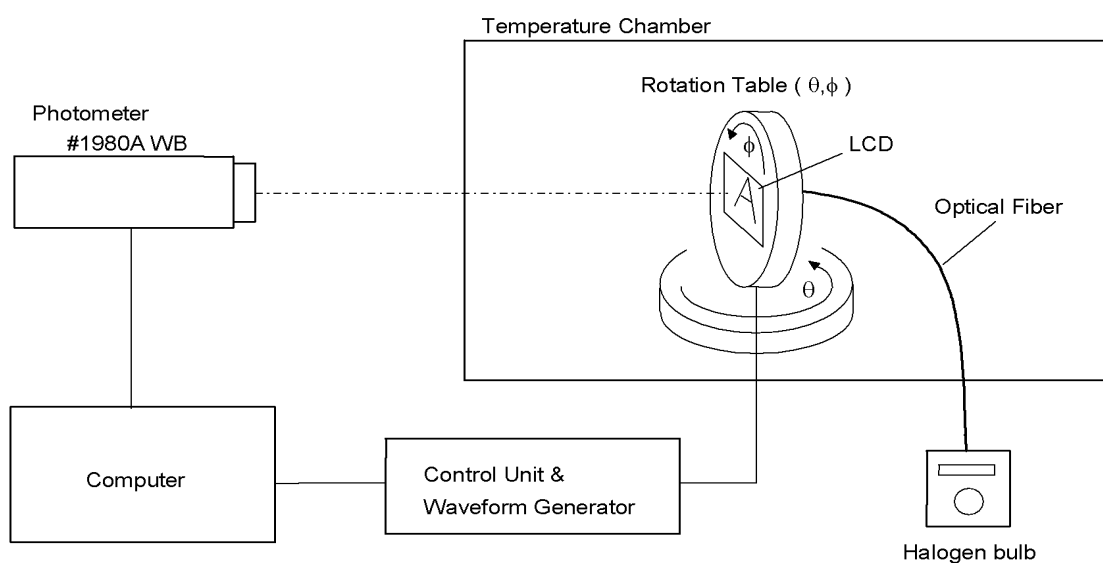 Temperature Chamber
Rotation Table ( θ,ϕ )
Photometer
#1980A WB
ϕ
LCD
A
Optical Fiber
θ
Computer
Control Unit &
Waveform Generator
Halogen bulb